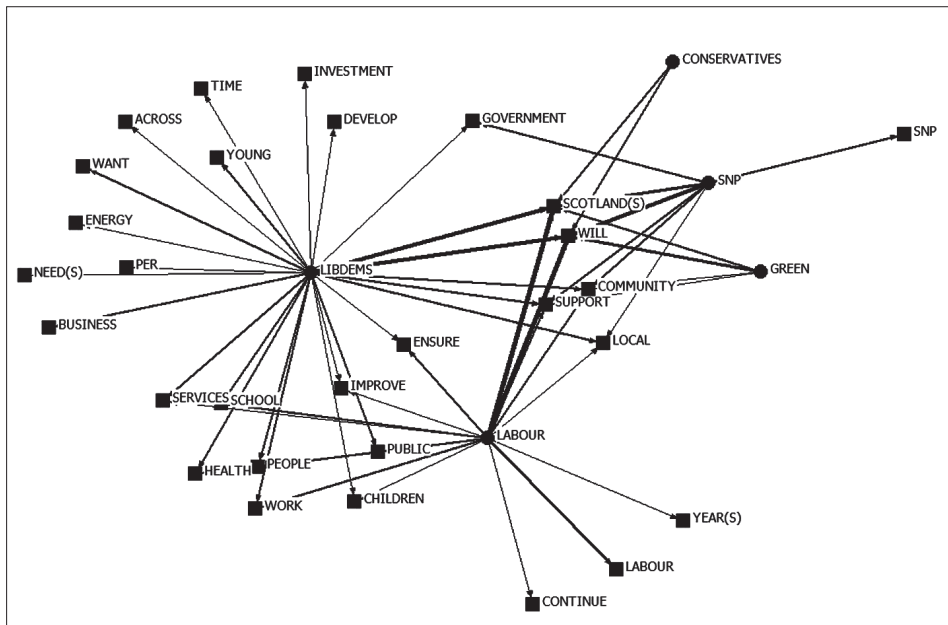 INVESTMENT
CONSERVATIVES
TIME
ACROSS
DEVELOP
GOVERNMENT
SNP
YOUNG
WANT
SNP
SCOTLAND(S)
ENERGY
WILL
PER
LIBDEMS
GREEN
NEED(S)
COMMUNITY
SUPPORT
BUSINESS
ENSURE
LOCAL
IMPROVE
SERVICES
SCHOOL
LABOUR
PUBLIC
PEOPLE
HEALTH
CHILDREN
WORK
YEAR(S)
LABOUR
CONTINUE